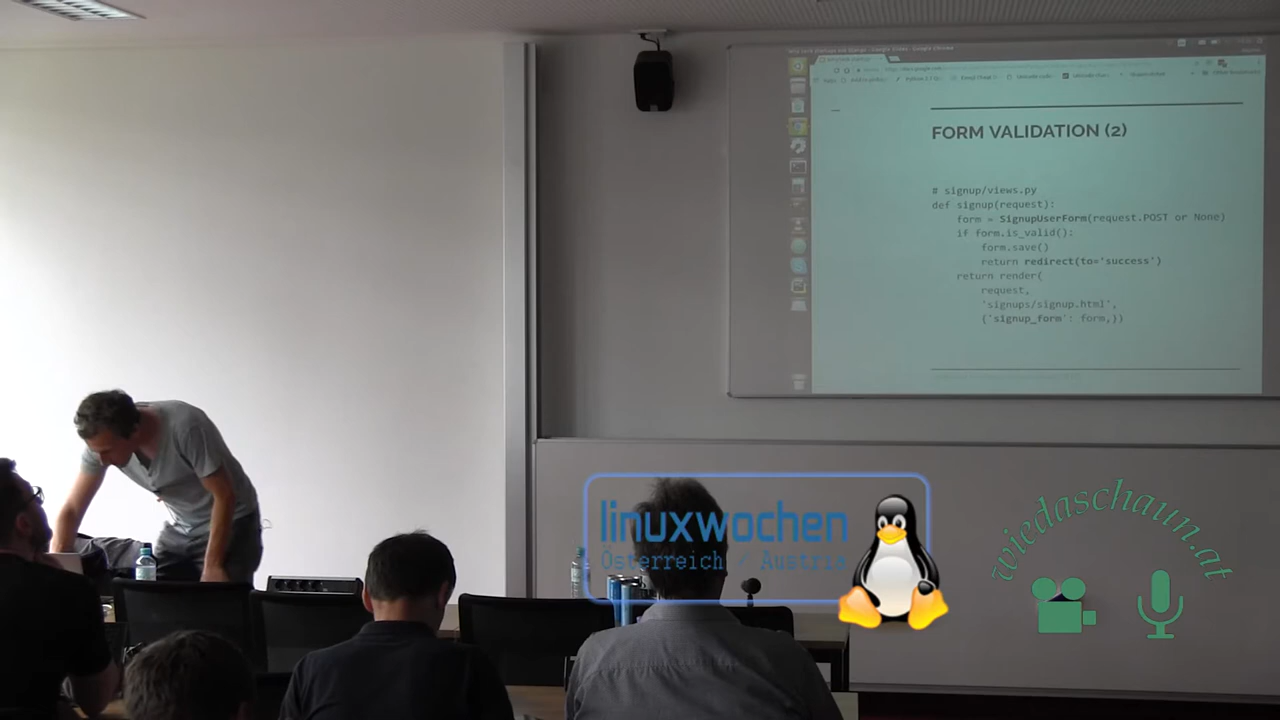 FORM VALIDATION (2)
# signup/views.py
def signup(request):
form = SignupUserForm(request.POST or None)
if form.is_valid():
form.save()
return redirect(to='success')
return render(
request,
'signups/signup.html',
{'signup_form': form,})
linuxwochen
Österreich / Austria
wiedaschaun.at